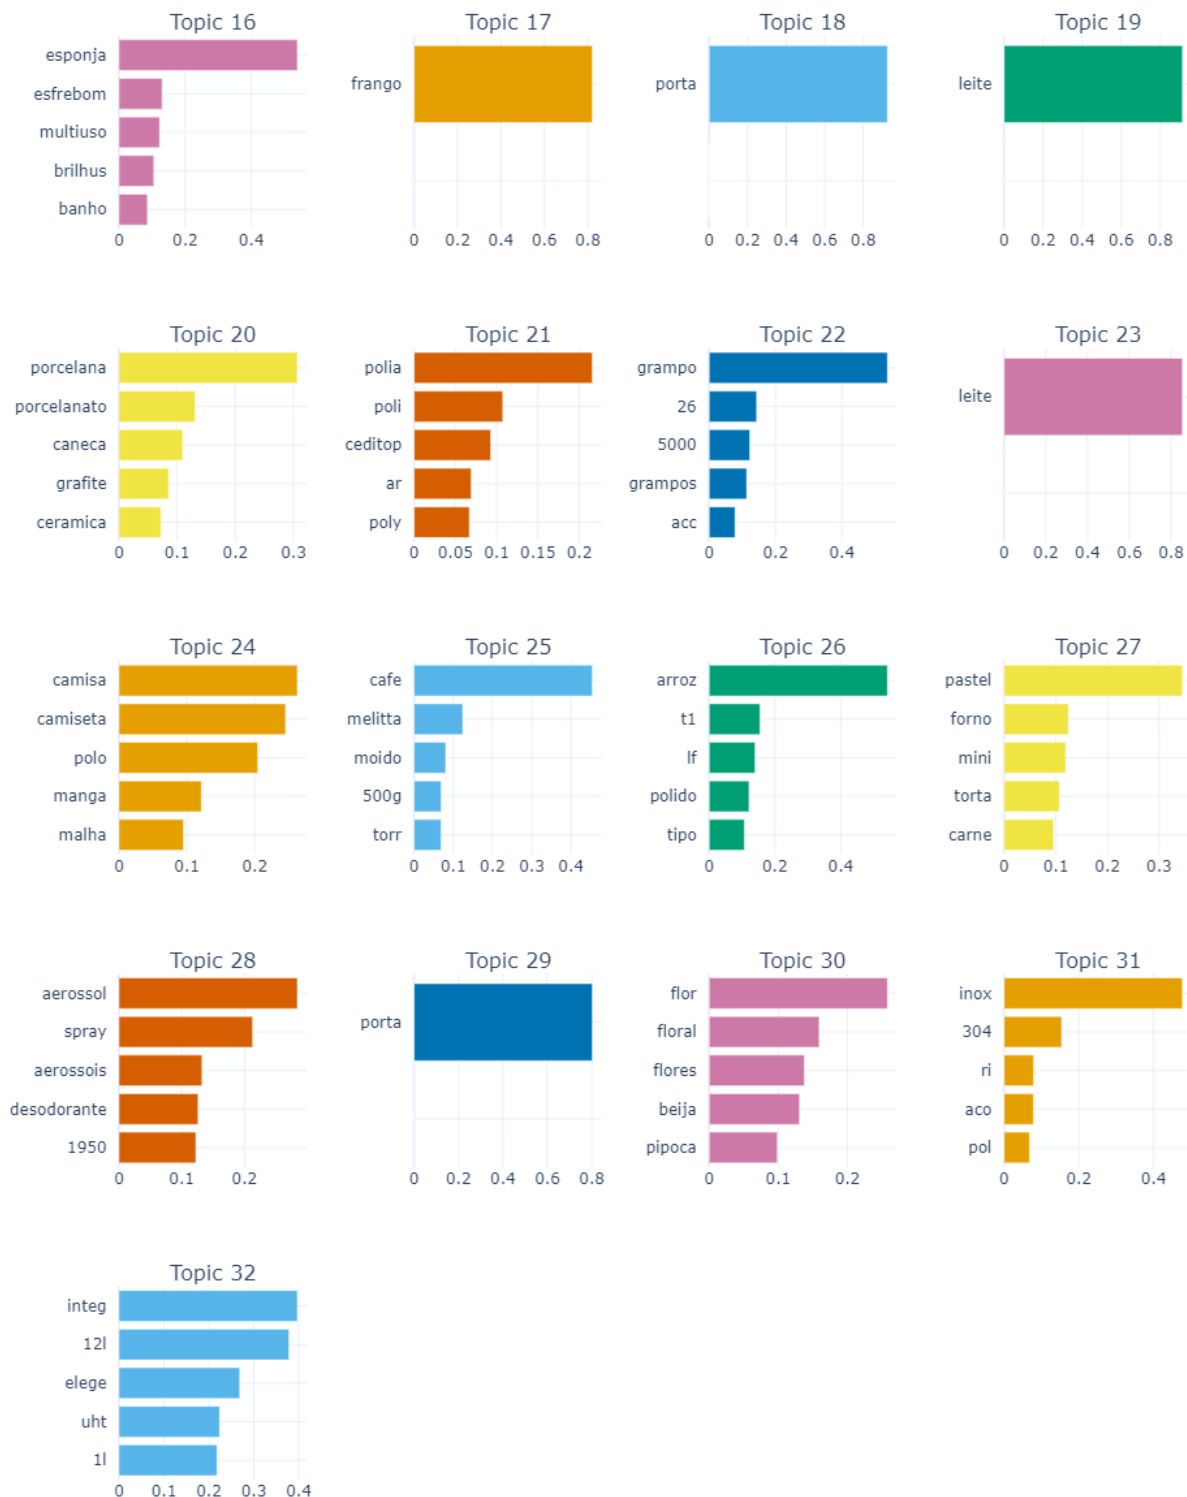 Topic 16
esponja
esfrebom
multiuso
brilhus
banho
0 0.2 0.4
Topic 17
frango
0 0.2 0.4 0.6 0.8
Topic 18
porta
0 0.2 0.4 0.6 0.8
Topic 19
leite
0 0.2 0.4 0.6 0.8
Topic 20
porcelana
porcelanato
caneca
grafite
ceramica
0 0.1 0.2 0.3
Topic 21
polia
poli
ceditop
ar
poly
0 0.05 0.1 0.15 0.2
Topic 22
grampo
26
5000
grampos
acc
0 0.2 0.4
Topic 23
leite
0 0.2 0.4 0.6 0.8
Topic 24
camisa
camiseta
polo
manga
malha
0 0.1 0.2
Topic 25
cafe
melitta
moido
500g
torr
0 0.1 0.2 0.3 0.4
Topic 26
arroz
t1
lf
polido
tipo
0 0.2 0.4
Topic 27
pastel
forno
mini
torta
carne
0 0.1 0.2 0.3
Topic 28
aerossol
spray
aerossois
desodorante
1950
0 0.1 0.2
Topic 29
porta
0 0.2 0.4 0.6 0.8
Topic 30
flor
floral
flores
beija
pipoca
0 0.1 0.2
Topic 31
inox
304
ri
aco
pol
0 0.2 0.4
Topic 32
integ
12l
elege
uht
1l
0 0.1 0.2 0.3 0.4